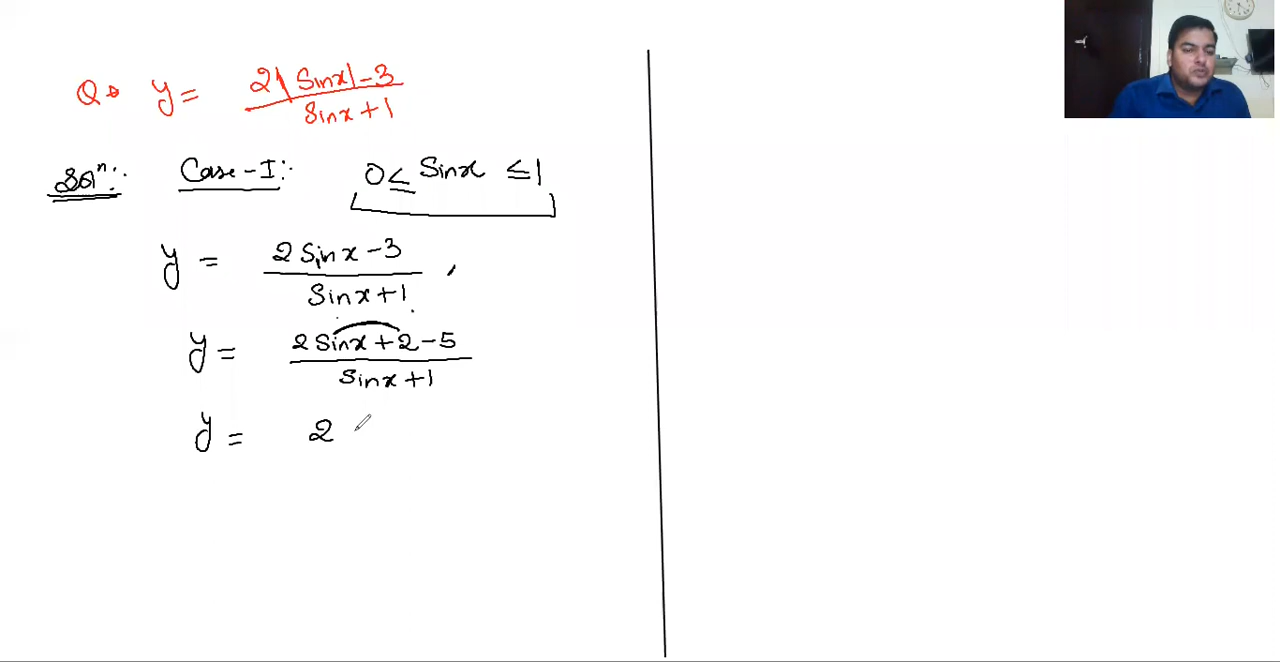 Q. y = 2|Sinx| - 3 / Sinx + 1
Solⁿ: Case-I: 0 ≤ Sinx ≤ 1
y = 2 Sinx - 3 / Sinx + 1 ,
y = 2 Sinx + 2 - 5 / Sinx + 1
y = 2